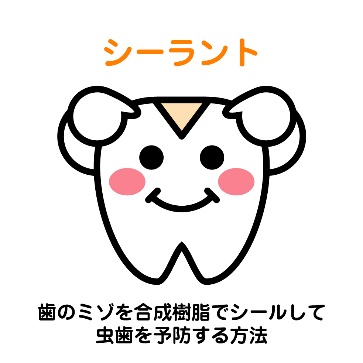 シーラント
歯のミゾを合成樹脂でシールして
虫歯を予防する方法